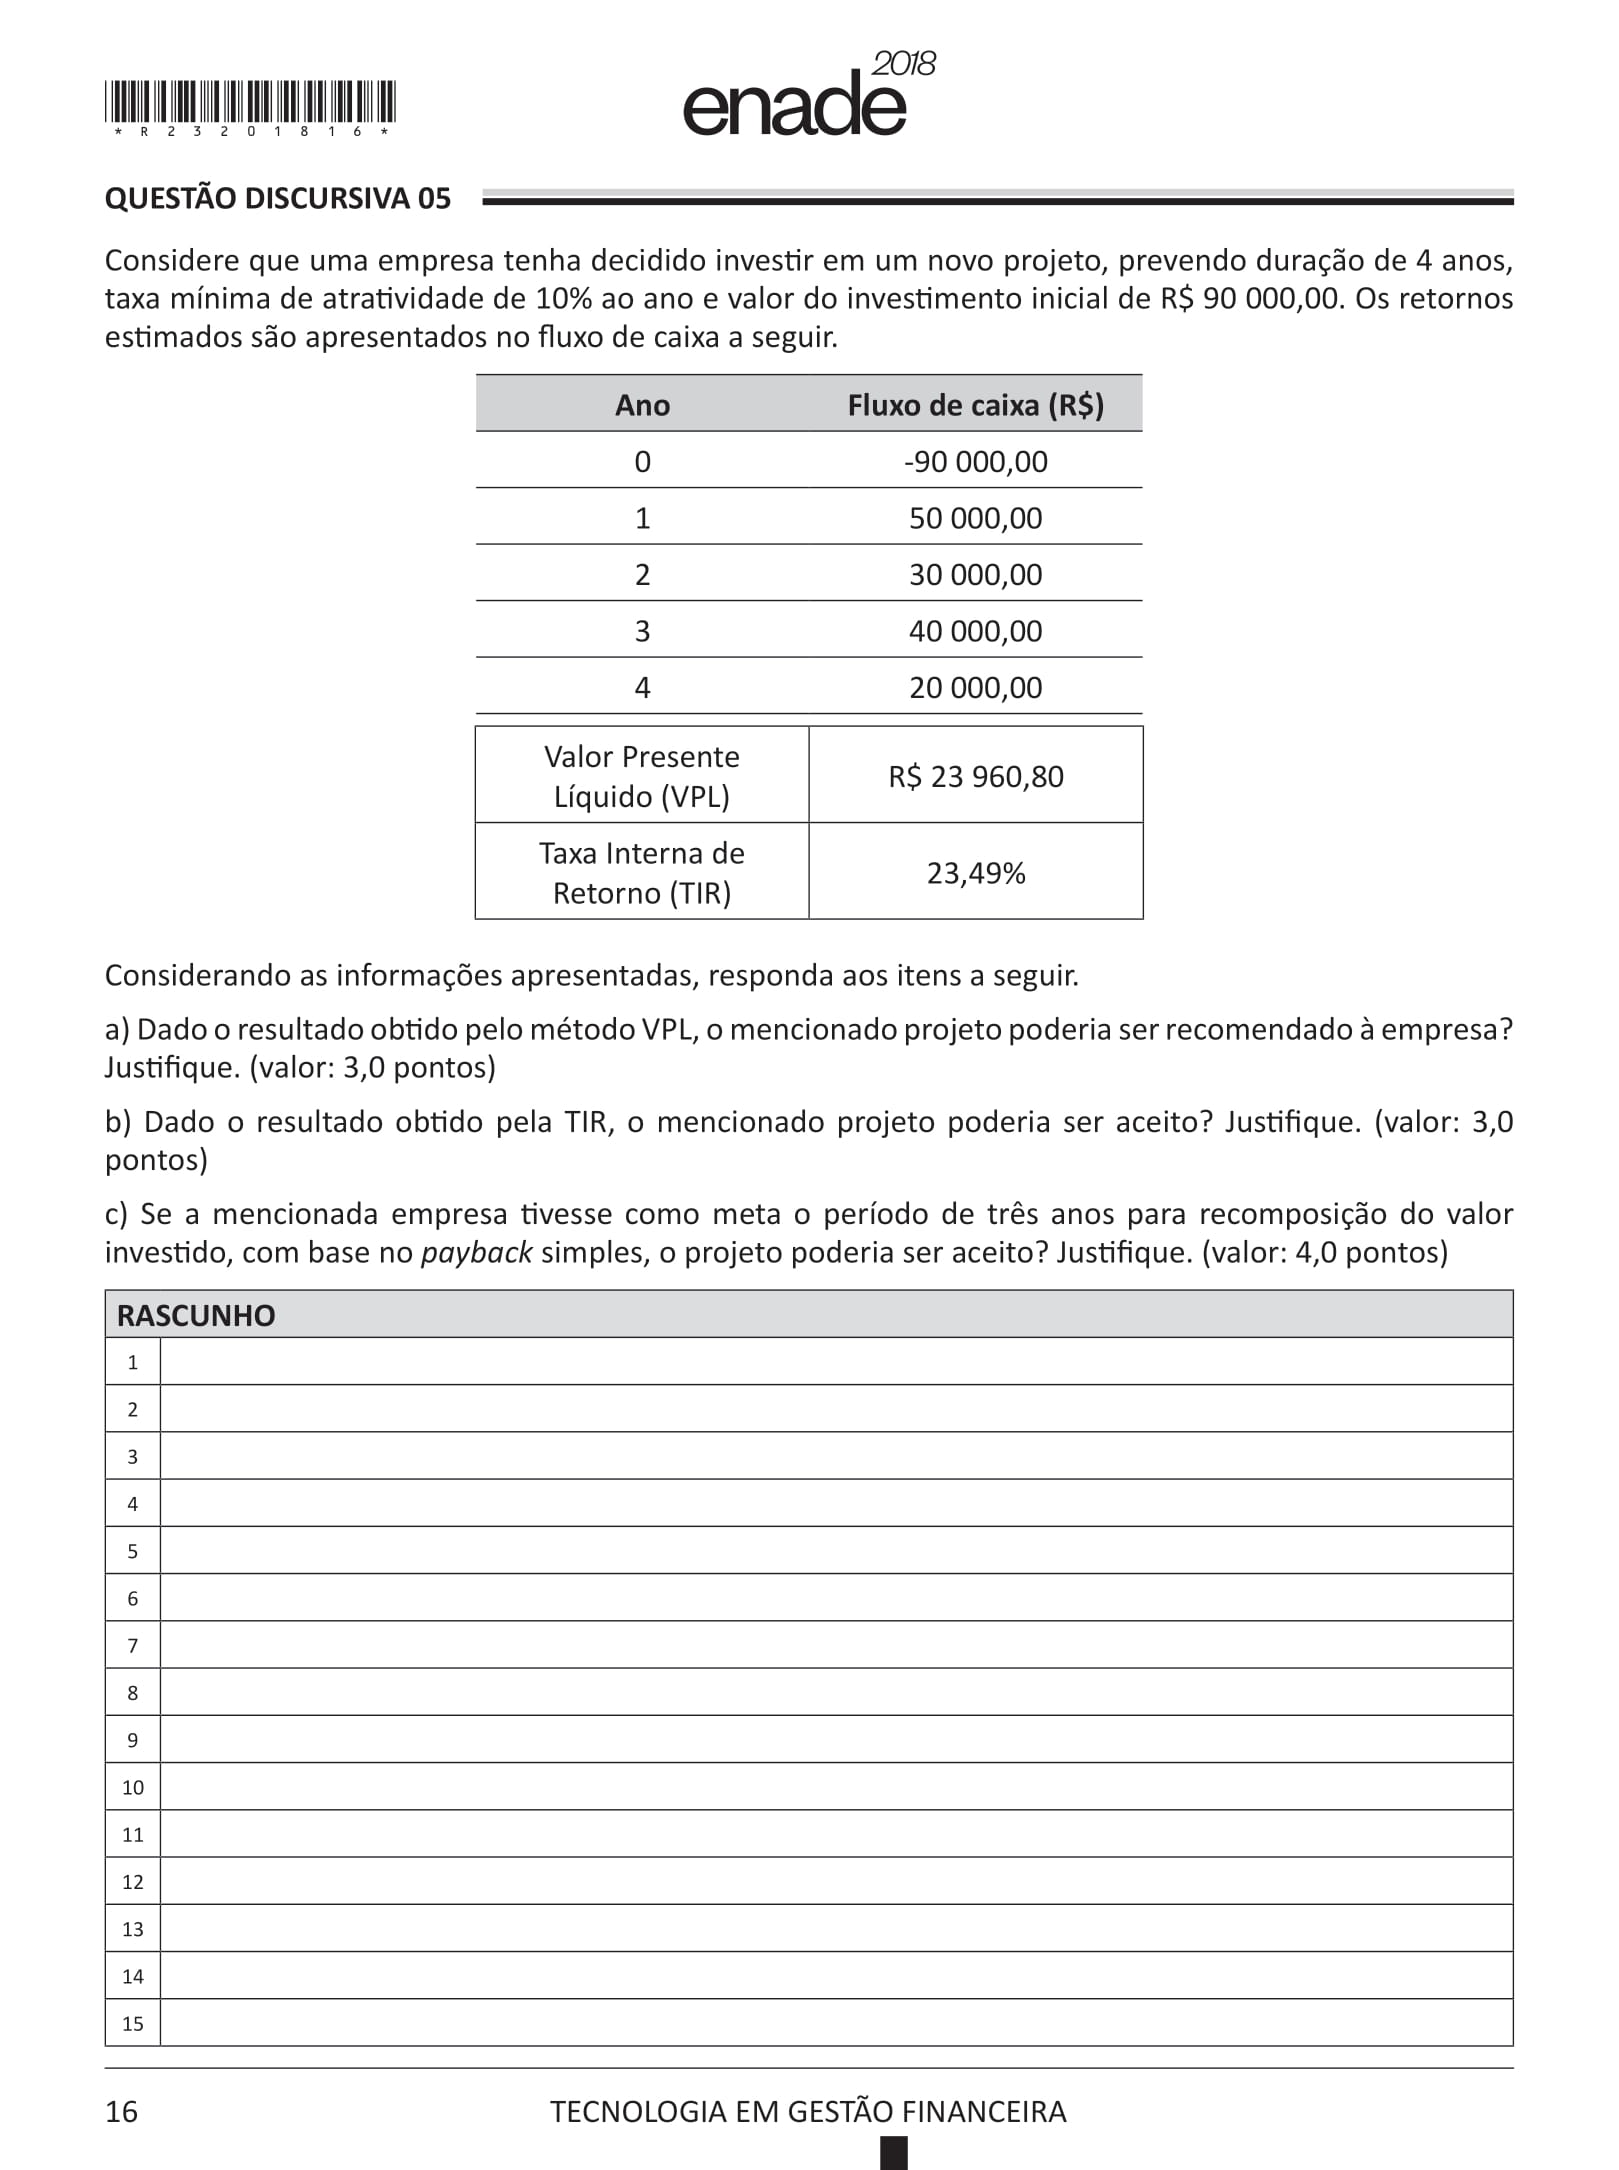 enade2018
*R23201816*
QUESTÃO DISCURSIVA 05
Considere que uma empresa tenha decidido investir em um novo projeto, prevendo duração de 4 anos,
taxa mínima de atratividade de 10% ao ano e valor do investimento inicial de R$ 90 000,00. Os retornos
estimados são apresentados no fluxo de caixa a seguir.
Ano Fluxo de caixa (R$)
0 -90 000,00
1 50 000,00
2 30 000,00
3 40 000,00
4 20 000,00
Valor Presente
Líquido (VPL)
R$ 23 960,80
Taxa Interna de
Retorno (TIR)
23,49%
Considerando as informações apresentadas, responda aos itens a seguir.
a) Dado o resultado obtido pelo método VPL, o mencionado projeto poderia ser recomendado à empresa?
Justifique. (valor: 3,0 pontos)
b) Dado o resultado obtido pela TIR, o mencionado projeto poderia ser aceito? Justifique. (valor: 3,0
pontos)
c) Se a mencionada empresa tivesse como meta o período de três anos para recomposição do valor
investido, com base no payback simples, o projeto poderia ser aceito? Justifique. (valor: 4,0 pontos)
RASCUNHO
1
2
3
4
5
6
7
8
9
10
11
12
13
14
15
16 TECNOLOGIA EM GESTÃO FINANCEIRA